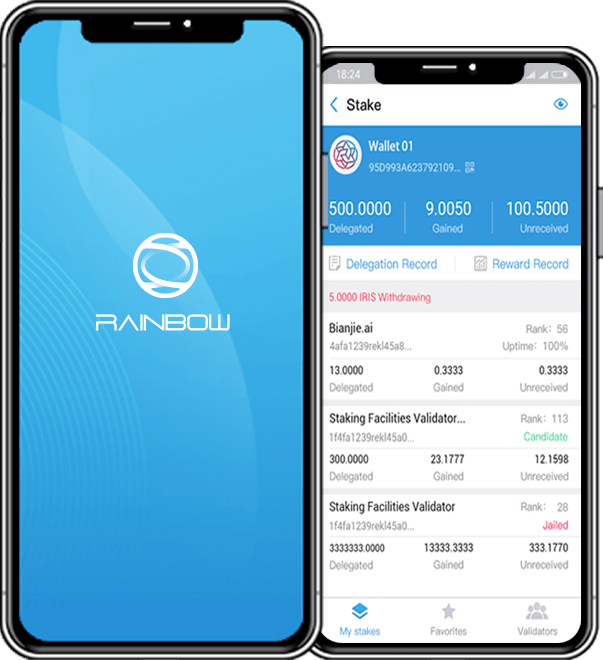 RAINBOW
18:24
Stake
Wallet 01
95D993A623792109...
500.0000 9.0050 100.5000
Delegated Gained Unreceived
Delegation Record Reward Record
5.0000 IRIS Withdrawing
Bianjie.ai Rank: 56
4afa1239rekl45a8... Uptime: 100%
13.0000 0.3333 0.3333
Delegated Gained Unreceived
Staking Facilities Validator... Rank: 113
1f4fa1239rekl45a0... Candidate
300.0000 23.1777 12.1598
Delegated Gained Unreceived
Staking Facilities Validator Rank: 28
1f4fa1239rekl45a0... Jailed
3333333.0000 13333.3333 333.1770
Delegated Gained Unreceived
My stakes Favorites Validators